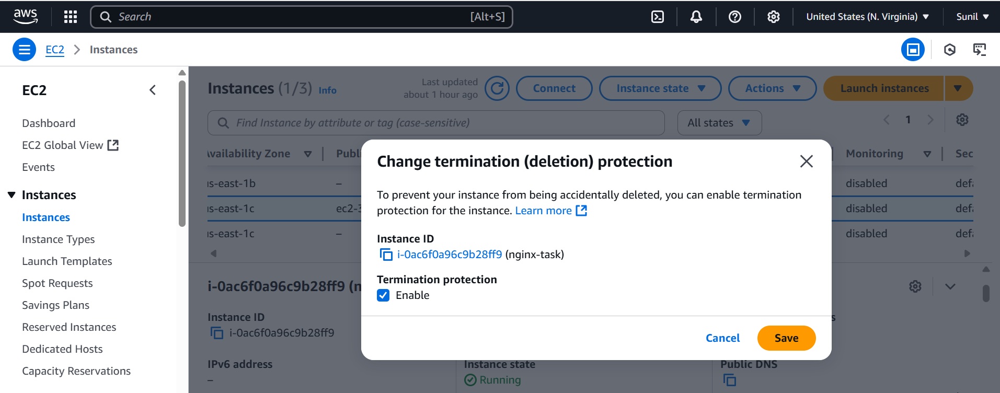 aws
Search [Alt+S]
United States (N. Virginia)
Sunil
EC2 > Instances
EC2
Dashboard
EC2 Global View
Events
Instances
Instances
Instance Types
Launch Templates
Spot Requests
Savings Plans
Reserved Instances
Dedicated Hosts
Capacity Reservations
Instances (1/3) Info
Last updated
about 1 hour ago
Connect
Instance state
Actions
Launch instances
Find Instance by attribute or tag (case-sensitive)
All states
1
Availability Zone Publ Monitoring Sec
us-east-1b – disabled defa
us-east-1c ec2-3 disabled defa
us-east-1c – disabled defa
Change termination (deletion) protection
To prevent your instance from being accidentally deleted, you can enable termination
protection for the instance. Learn more
Instance ID
i-0ac6f0a96c9b28ff9 (nginx-task)
Termination protection
Enable
Cancel
Save
i-0ac6f0a96c9b28ff9 (n
Instance ID
i-0ac6f0a96c9b28ff9
s
IPv6 address
–
Instance state
Running
Public DNS